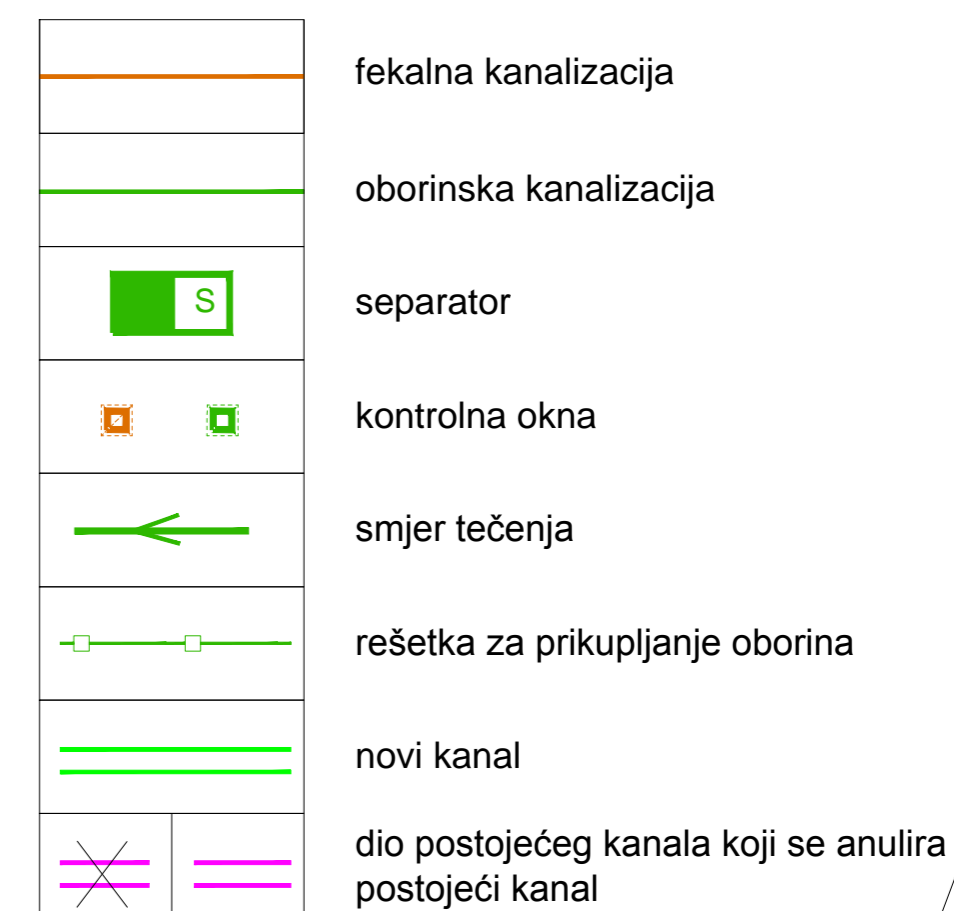 fekalna kanalizacija
oborinska kanalizacija
S
separator
kontrolna okna
smjer tečenja
rešetka za prikupljanje oborina
novi kanal
dio postojećeg kanala koji se anulira
postojeći kanal